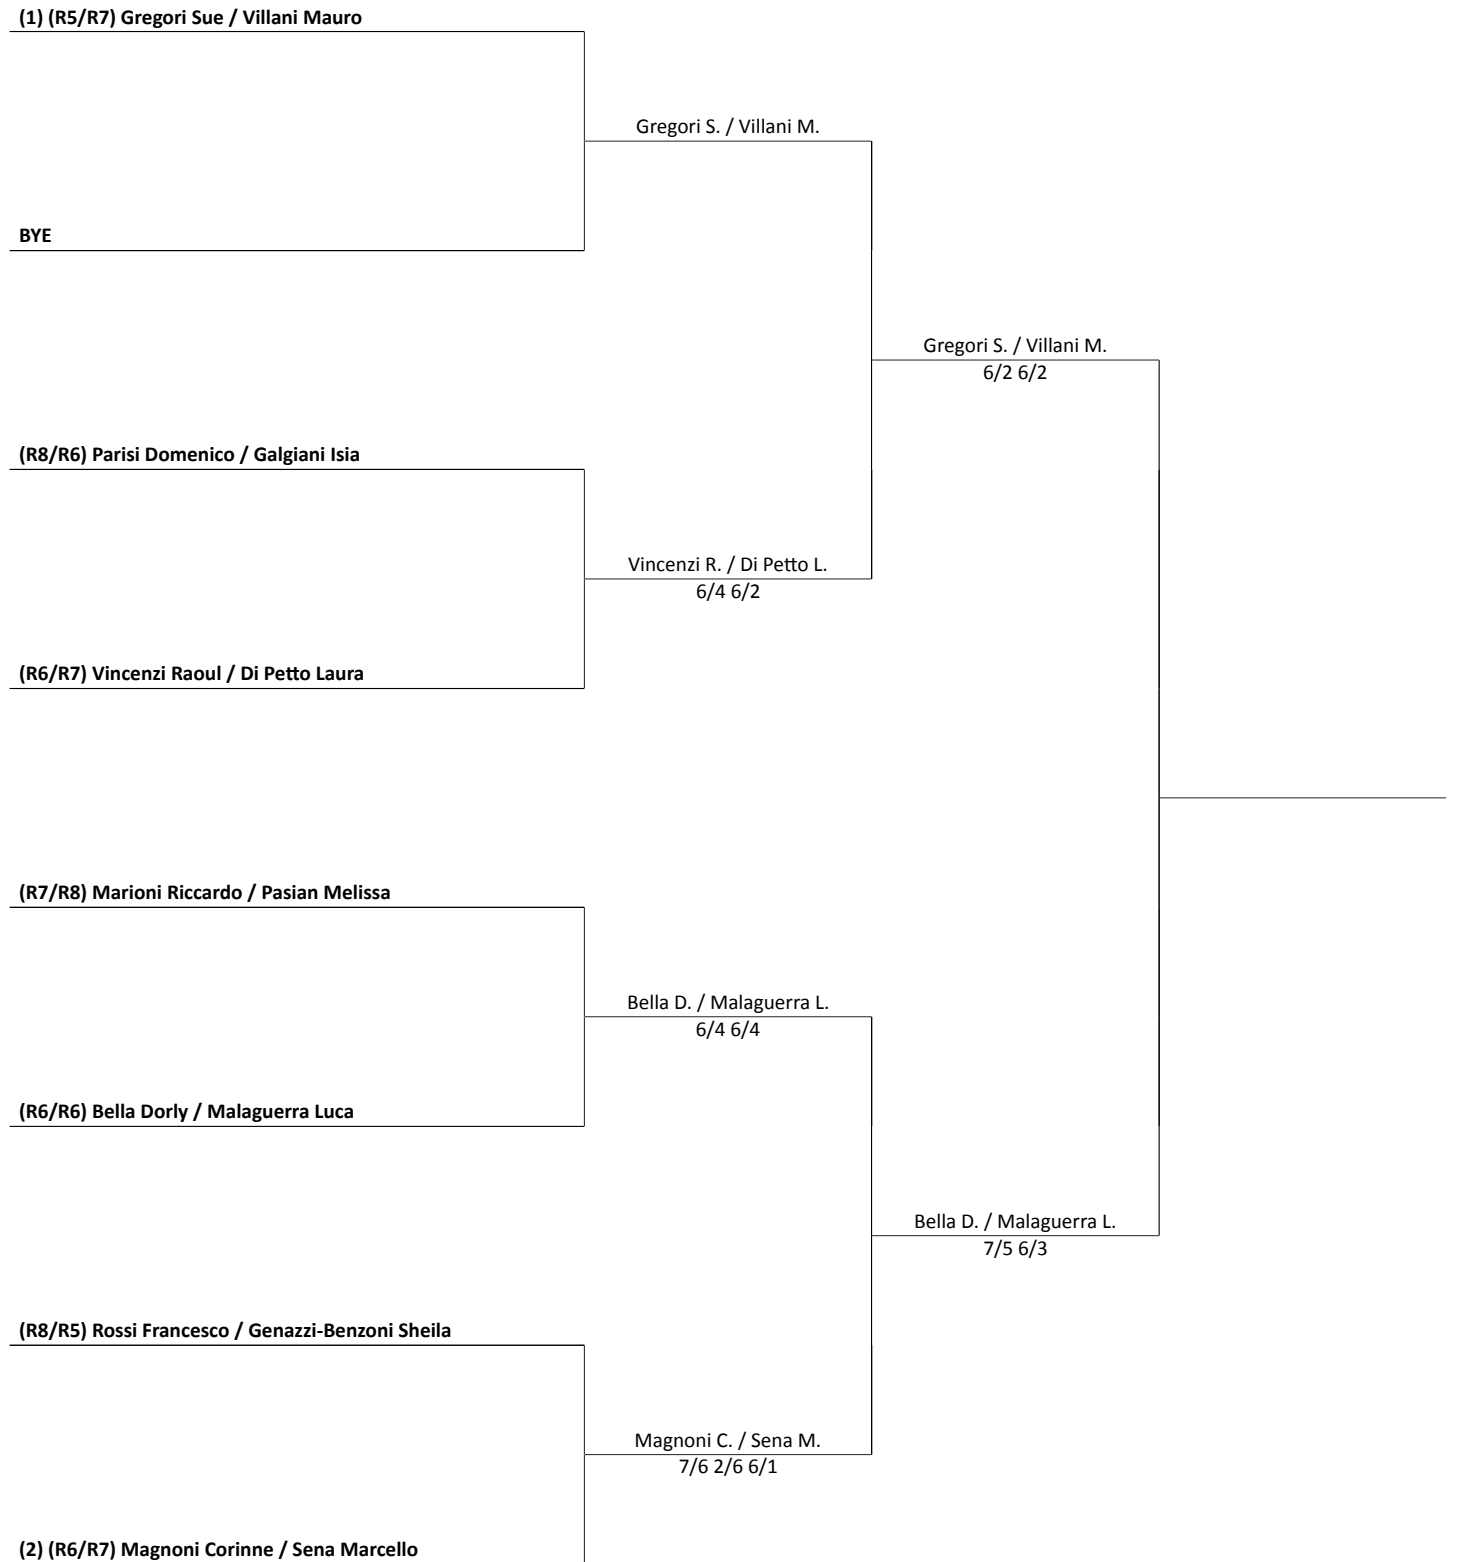 (1) (R5/R7) Gregori Sue / Villani Mauro
Gregori S. / Villani M.
BYE
Gregori S. / Villani M.
6/2 6/2
(R8/R6) Parisi Domenico / Galgiani Isia
Vincenzi R. / Di Petto L.
6/4 6/2
(R6/R7) Vincenzi Raoul / Di Petto Laura
(R7/R8) Marioni Riccardo / Pasian Melissa
Bella D. / Malaguerra L.
6/4 6/4
(R6/R6) Bella Dorly / Malaguerra Luca
Bella D. / Malaguerra L.
7/5 6/3
(R8/R5) Rossi Francesco / Genazzi-Benzoni Sheila
Magnoni C. / Sena M.
7/6 2/6 6/1
(2) (R6/R7) Magnoni Corinne / Sena Marcello